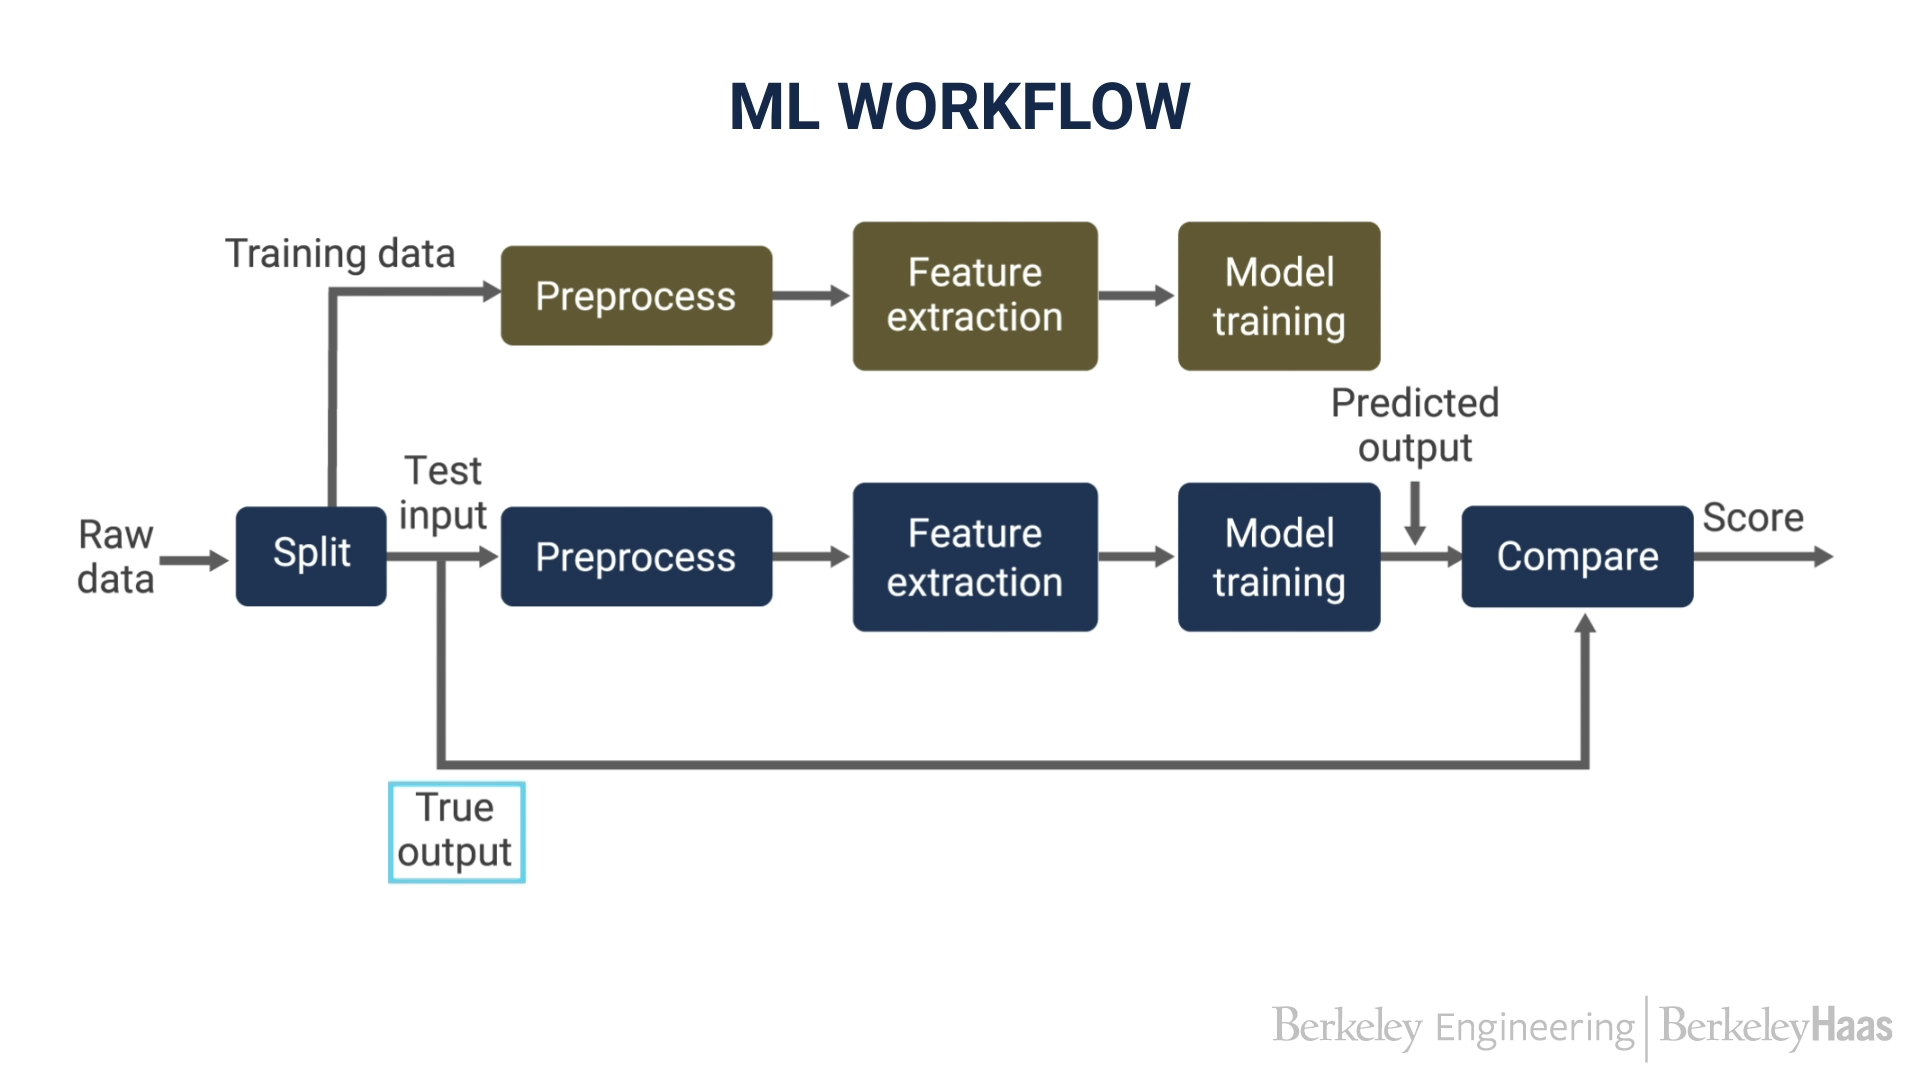 ML WORKFLOW
Training data
Preprocess
Feature
extraction
Model
training
Predicted
output
Test
input
Raw
data
Split
Preprocess
Feature
extraction
Model
training
Compare
Score
True
output
Berkeley Engineering | BerkeleyHaas